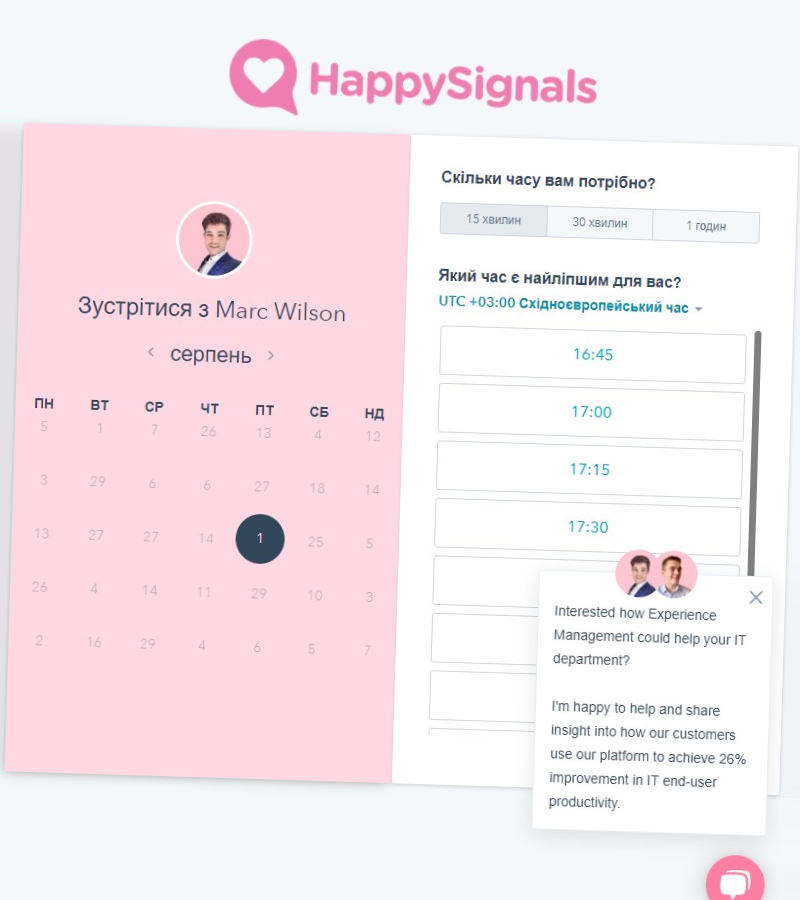 HappySignals
Зустрітися з Marc Wilson
серпень
ПН ВТ СР ЧТ ПТ СБ НД
5 1 7 26 13 4 12
3 29 6 6 27 18 14
13 27 27 14 1 25 5
26 4 14 11 29 10 3
2 16 29 4 6 5 7
Скільки часу вам потрібно?
15 хвилин 30 хвилин 1 годин
Який час є найліпшим для вас?
UTC +03:00 Східноєвропейський час
16:45
17:00
17:15
17:30
Interested how Experience
Management could help your IT
department?
I'm happy to help and share
insight into how our customers
use our platform to achieve 26%
improvement in IT end-user
productivity.